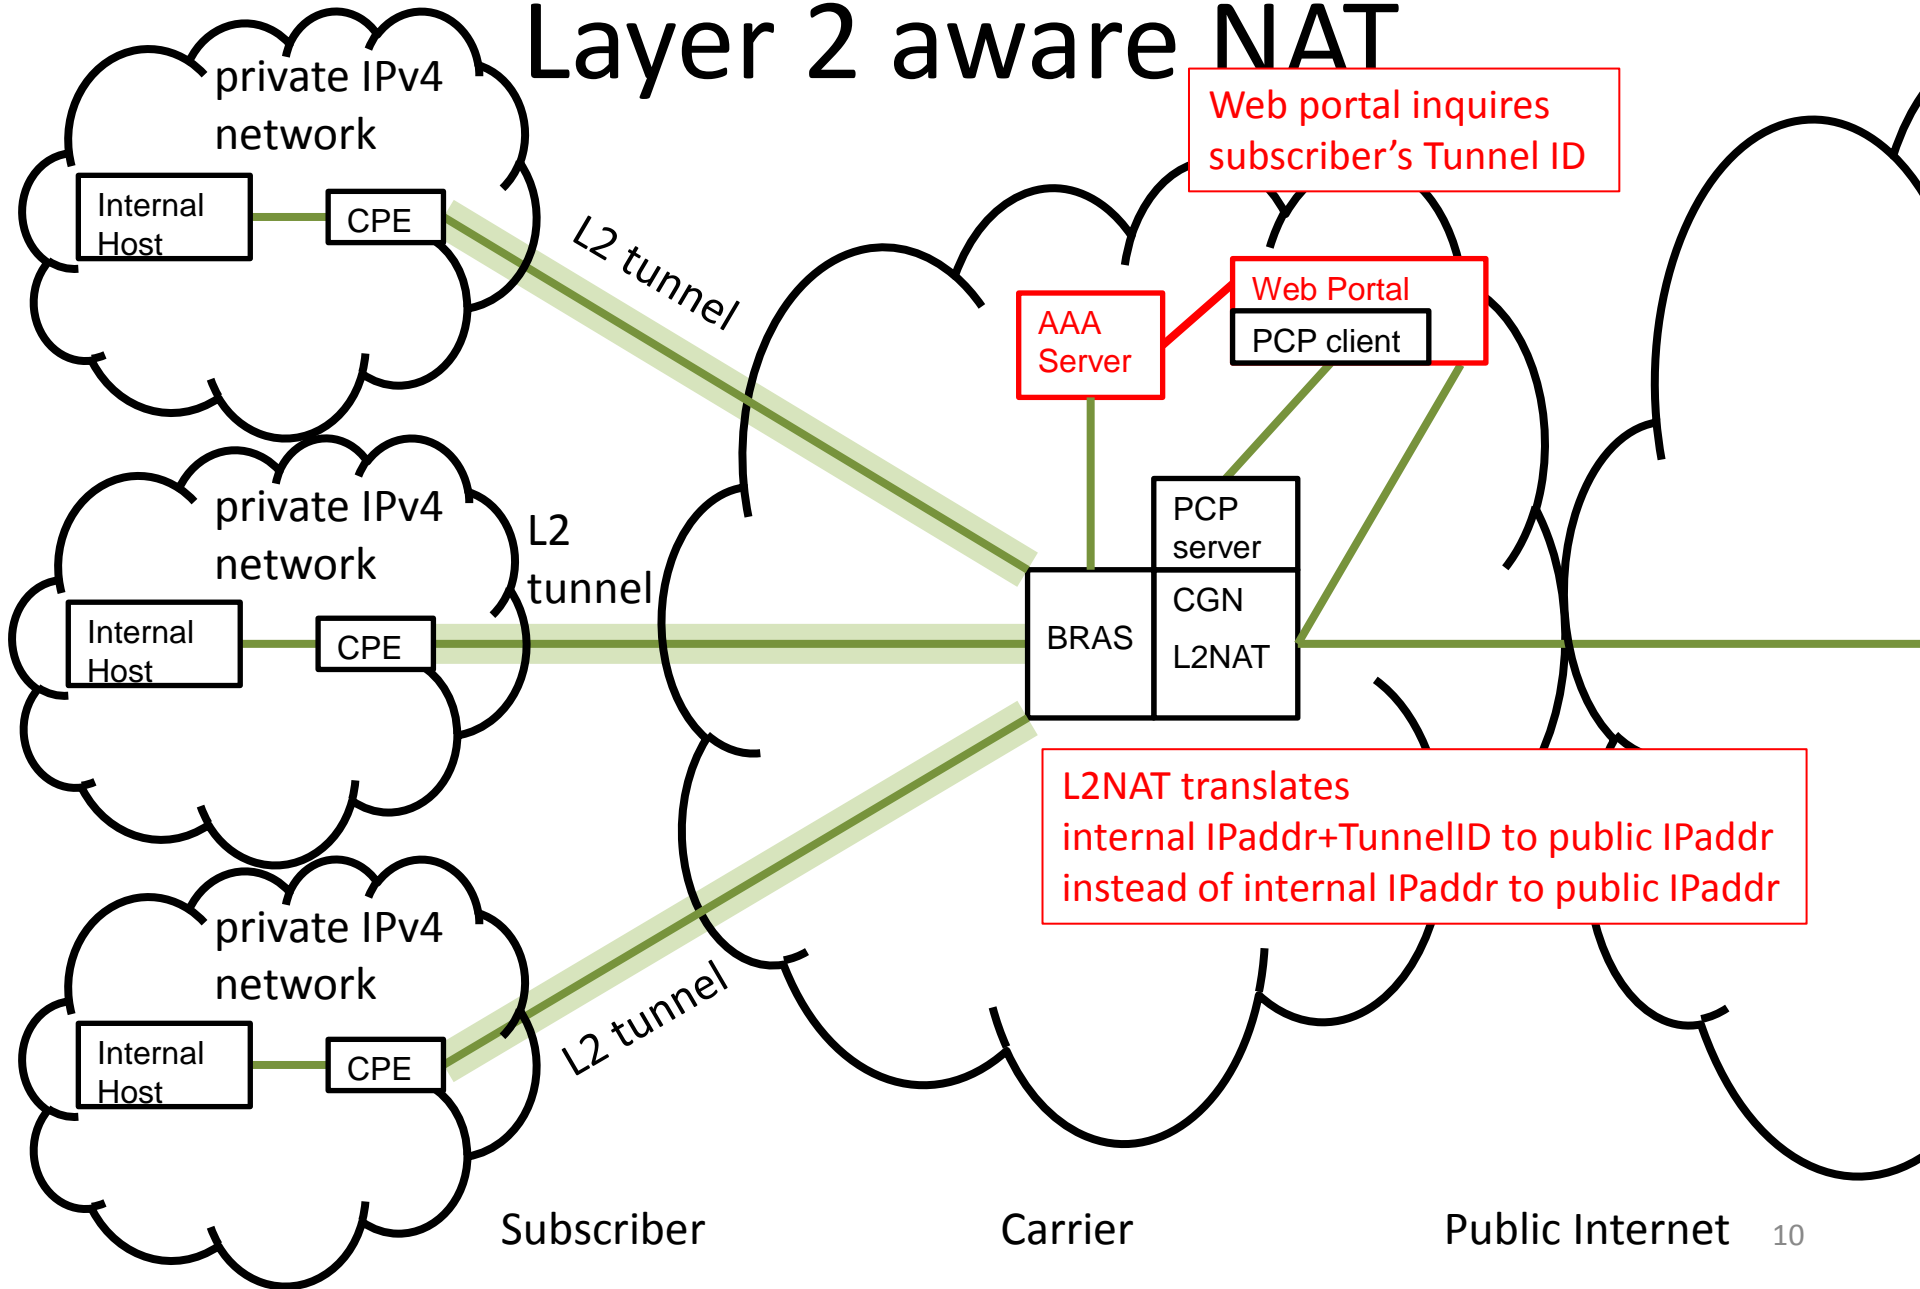 Layer 2 aware NAT
Web portal inquires
subscriber's Tunnel ID
private IPv4
network
Internal
Host
CPE
L2 tunnel
AAA
Server
Web Portal
PCP client
private IPv4
network
Internal
Host
CPE
L2
tunnel
PCP
server
BRAS
CGN
L2NAT
L2NAT translates
internal IPaddr+TunnelID to public IPaddr
instead of internal IPaddr to public IPaddr
private IPv4
network
Internal
Host
CPE
L2 tunnel
Subscriber
Carrier
Public Internet
10